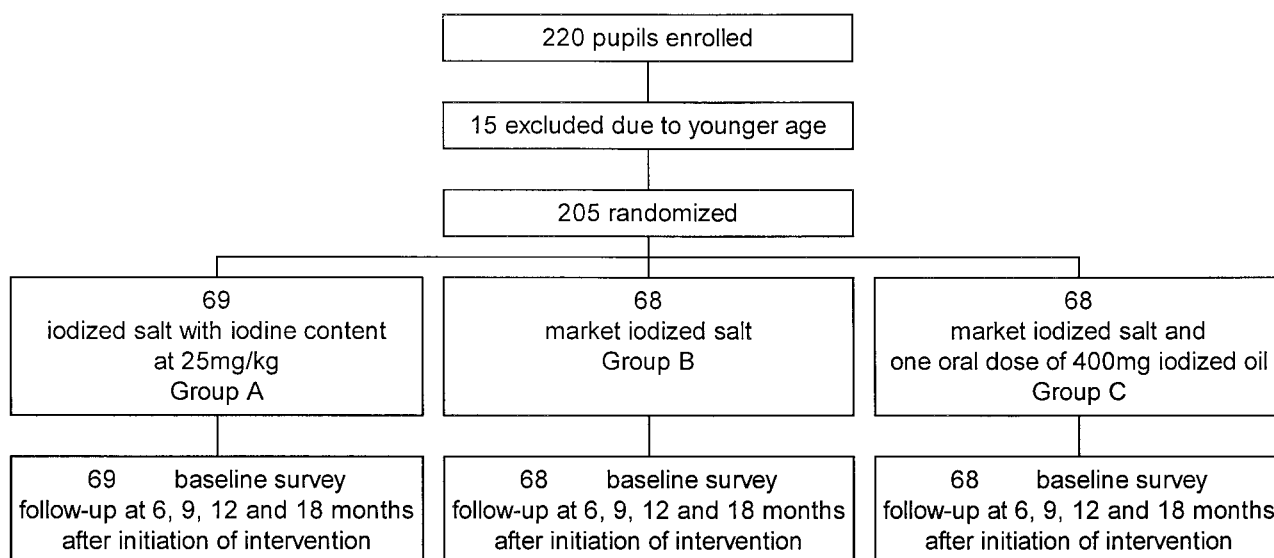 220 pupils enrolled
15 excluded due to younger age
205 randomized
69
iodized salt with iodine content
at 25mg/kg
Group A
68
market iodized salt
Group B
68
market iodized salt and
one oral dose of 400mg iodized oil
Group C
69 baseline survey
follow-up at 6, 9, 12 and 18 months
after initiation of intervention
68 baseline survey
follow-up at 6, 9, 12 and 18 months
after initiation of intervention
68 baseline survey
follow-up at 6, 9, 12 and 18 months
after initiation of intervention